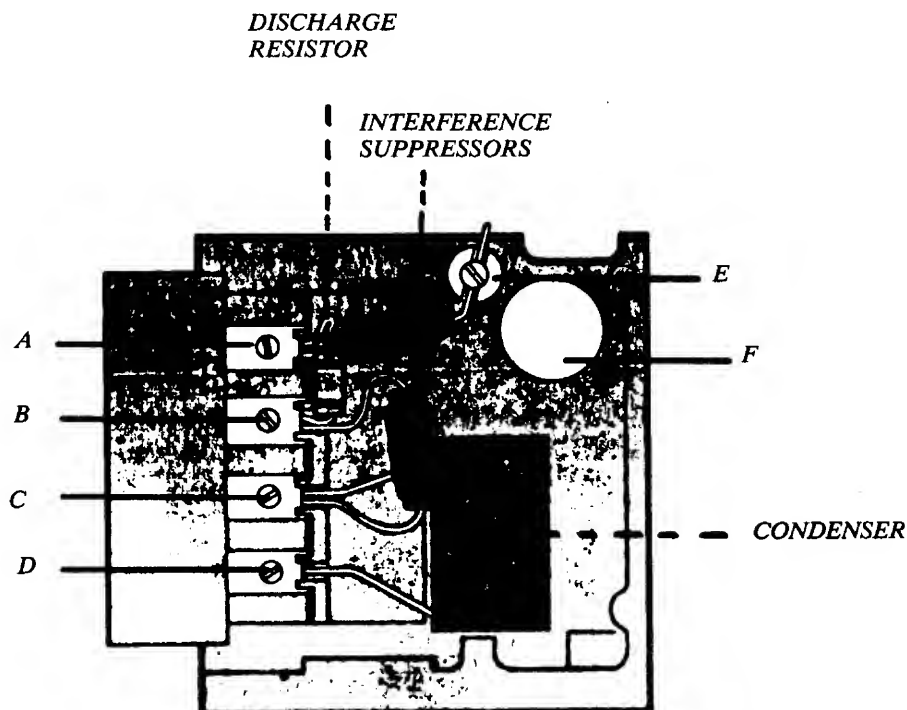 DISCHARGE
RESISTOR
INTERFERENCE
SUPPRESSORS
E
A
F
B
C
CONDENSER
D